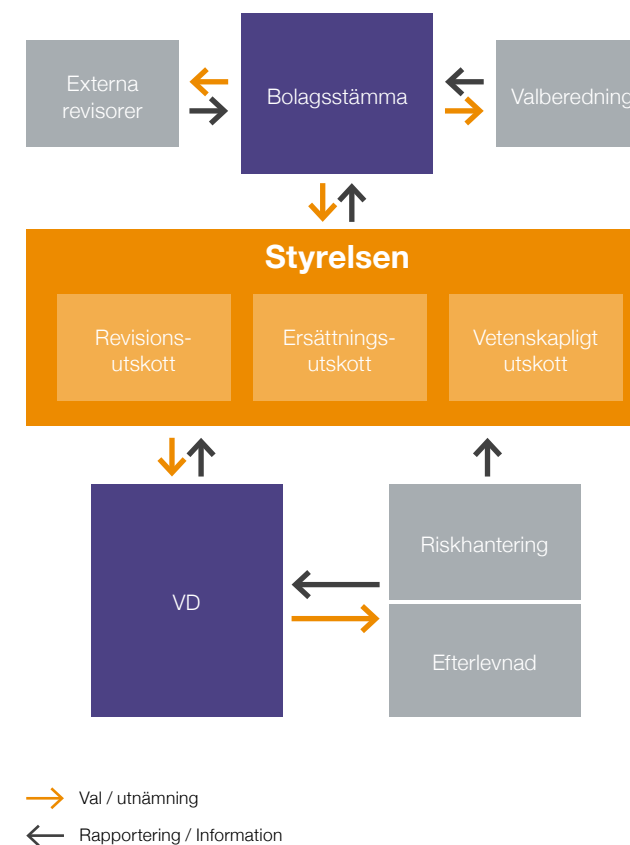 Externa
revisorer
Bolagsstämma
Valberedning
Styrelsen
Revisions-
utskott
Ersättnings-
utskott
Vetenskapligt
utskott
VD
Riskhantering
Efterlevnad
Val / utnämning
Rapportering / Information